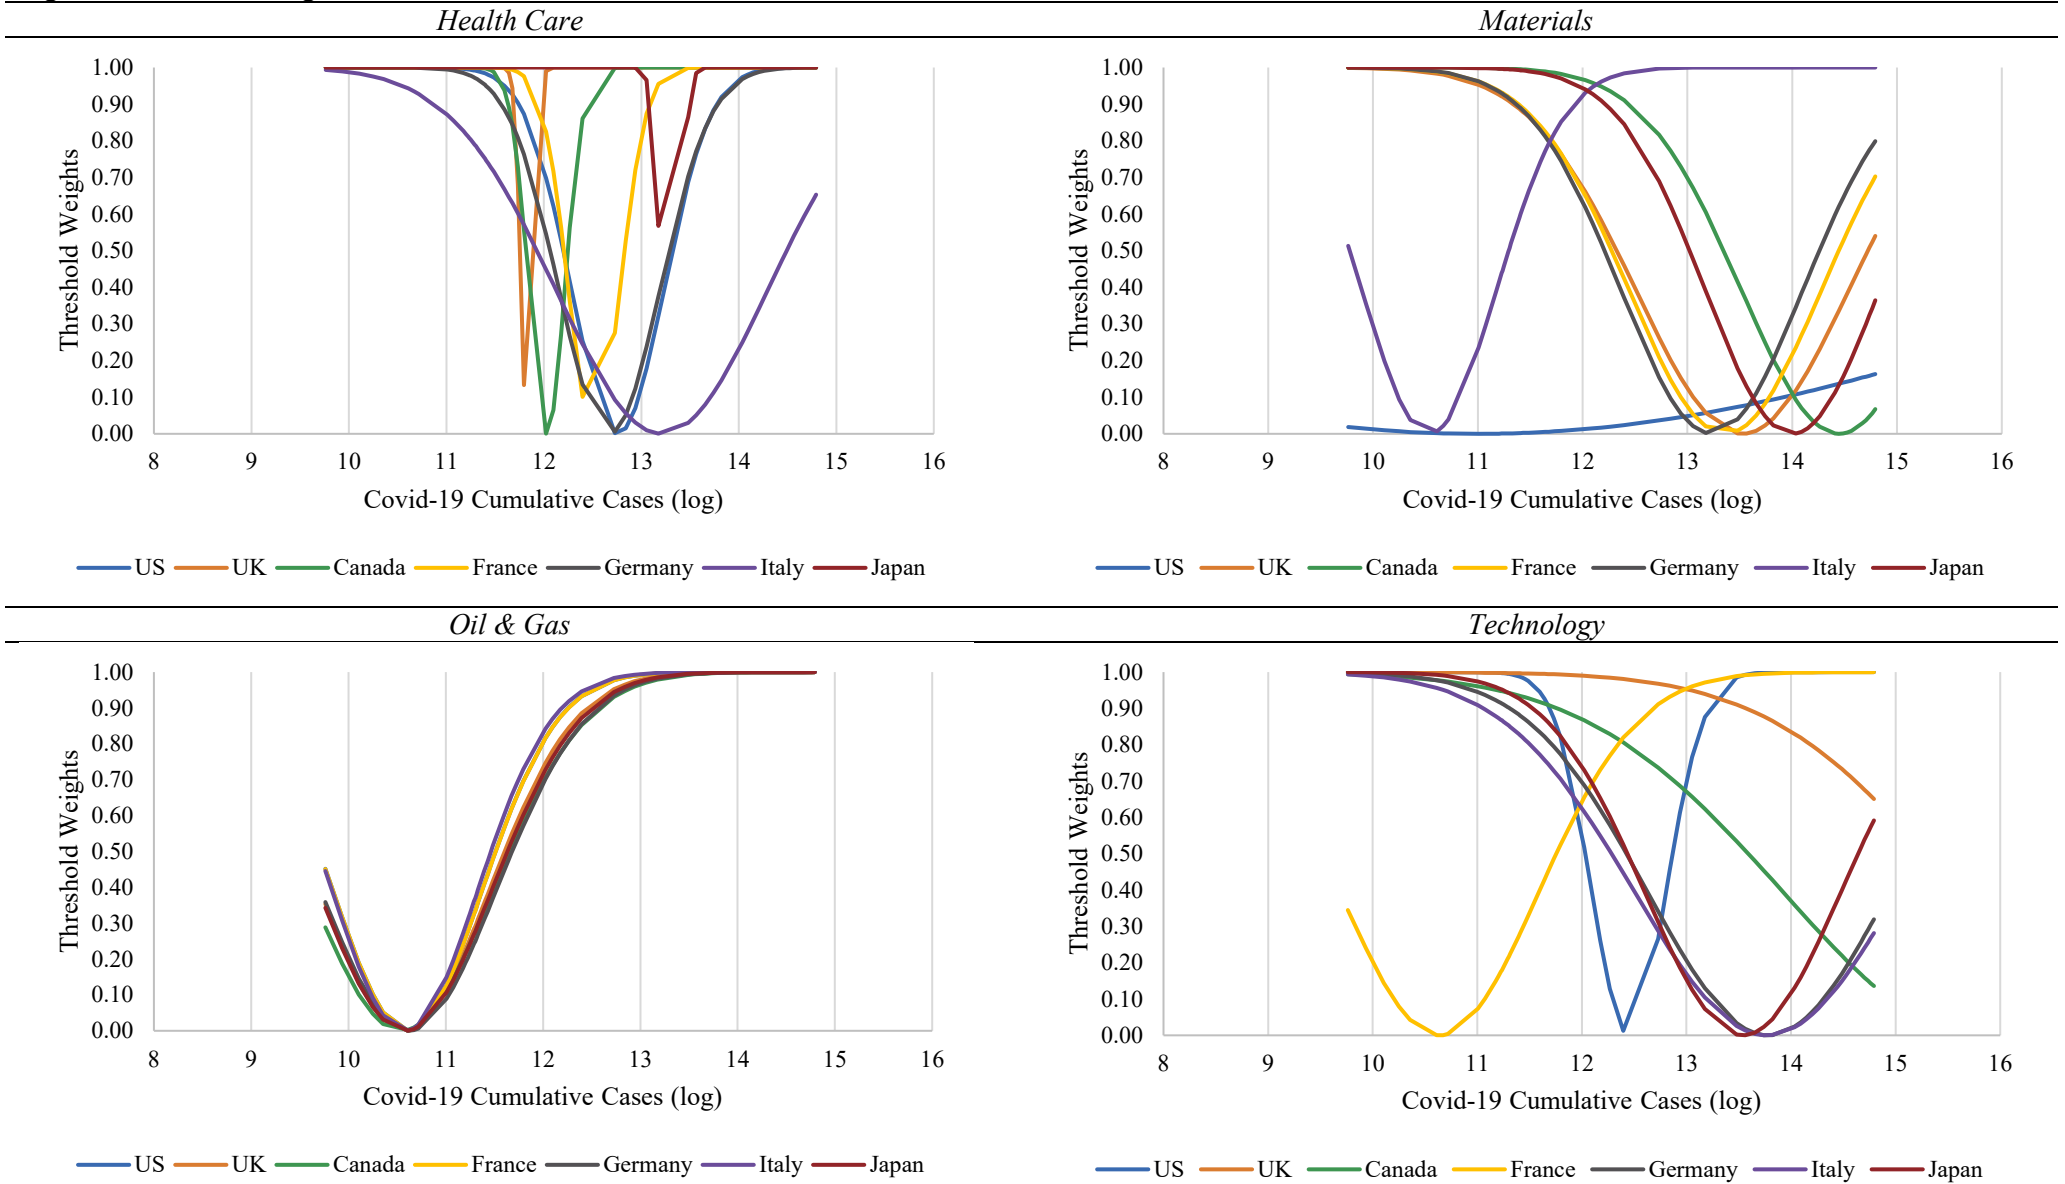 Health Care
Materials
1.00
0.90
0.80
0.70
0.60
0.50
0.40
0.30
0.20
0.10
0.00
Threshold Weights
8 9 10 11 12 13 14 15 16
Covid-19 Cumulative Cases (log)
US UK Canada France Germany Italy Japan
1.00
0.90
0.80
0.70
0.60
0.50
0.40
0.30
0.20
0.10
0.00
Threshold Weights
8 9 10 11 12 13 14 15 16
Covid-19 Cumulative Cases (log)
US UK Canada France Germany Italy Japan
Oil & Gas
Technology
1.00
0.90
0.80
0.70
0.60
0.50
0.40
0.30
0.20
0.10
0.00
Threshold Weights
8 9 10 11 12 13 14 15 16
Covid-19 Cumulative Cases (log)
US UK Canada France Germany Italy Japan
1.00
0.90
0.80
0.70
0.60
0.50
0.40
0.30
0.20
0.10
0.00
Threshold Weights
8 9 10 11 12 13 14 15 16
Covid-19 Cumulative Cases (log)
US UK Canada France Germany Italy Japan